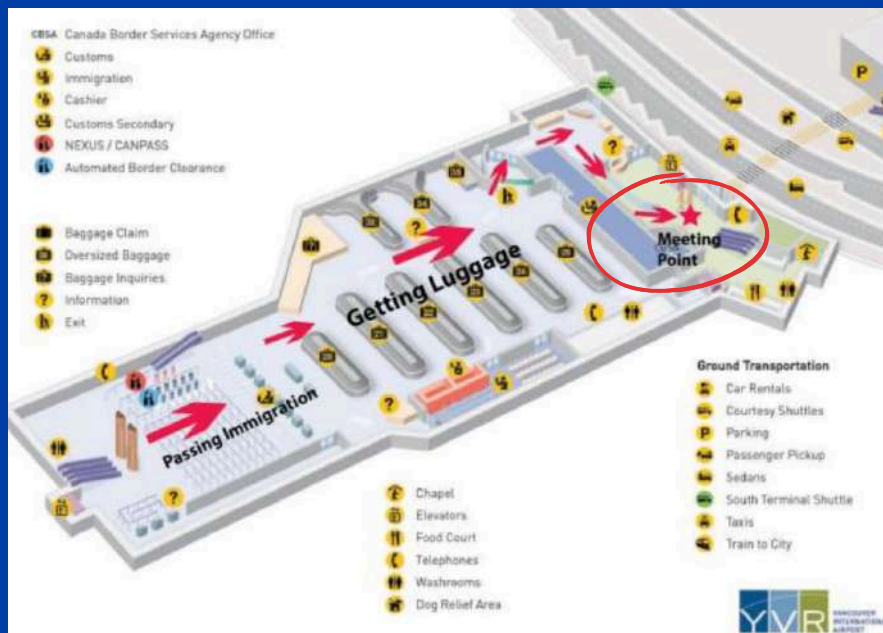 CBSA Canada Border Services Agency Office
Customs
Immigration
Cashier
Customs Secondary
NEXUS / CANPASS
Automated Border Clearance
Baggage Claim
Oversized Baggage
Baggage Inquiries
Information
Exit
Passing Immigration
Getting Luggage
Meeting
Point
Ground Transportation
Car Rentals
Courtesy Shuttles
Parking
Passenger Pickup
Sedans
South Terminal Shuttle
Taxis
Train to City
Chapel
Elevators
Food Court
Telephones
Washrooms
Dog Relief Area
P
YVR
VANCOUVER
INTERNATIONAL
AIRPORT